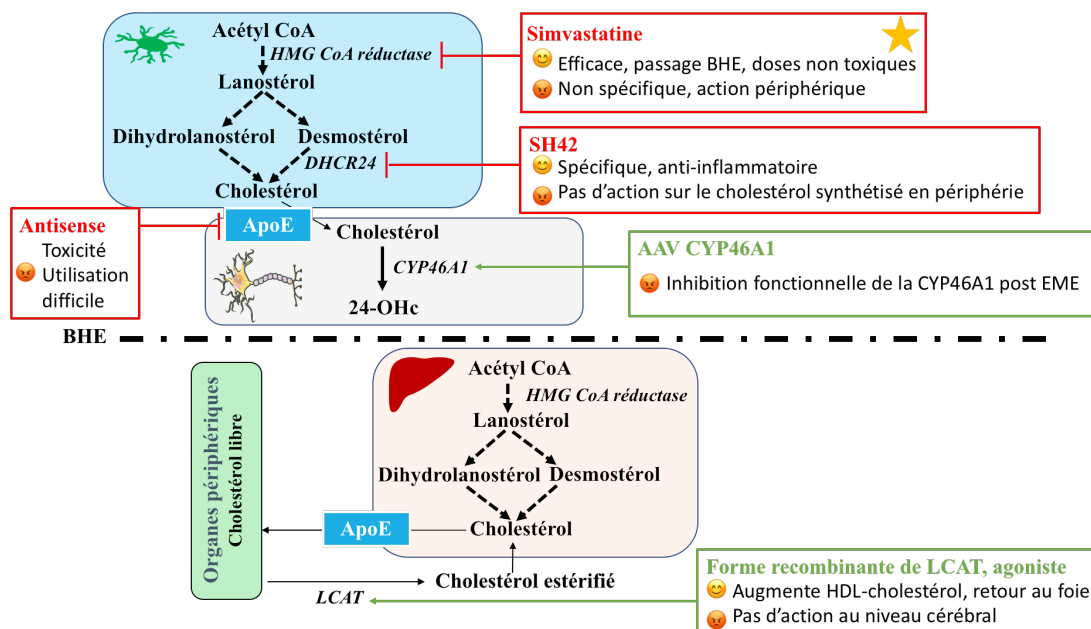 Acétyl CoA
HMG CoA réductase
Lanostérol
Dihydrolanostérol
Desmostérol
DHCR24
Cholestérol
Simvastatine
Efficace, passage BHE, doses non toxiques
Non spécifique, action périphérique
SH42
Spécifique, anti-inflammatoire
Pas d’action sur le cholestérol synthétisé en périphérie
Antisense
Toxicité
Utilisation
difficile
ApoE
Cholestérol
CYP46A1
24-OHc
AAV CYP46A1
Inhibition fonctionnelle de la CYP46A1 post EME
BHE
Organes périphériques
Cholestérol libre
Acétyl CoA
HMG CoA réductase
Lanostérol
Dihydrolanostérol
Desmostérol
ApoE
Cholestérol
Cholestérol estérifié
LCAT
Forme recombinante de LCAT, agoniste
Augmente HDL-cholestérol, retour au foie
Pas d’action au niveau cérébral